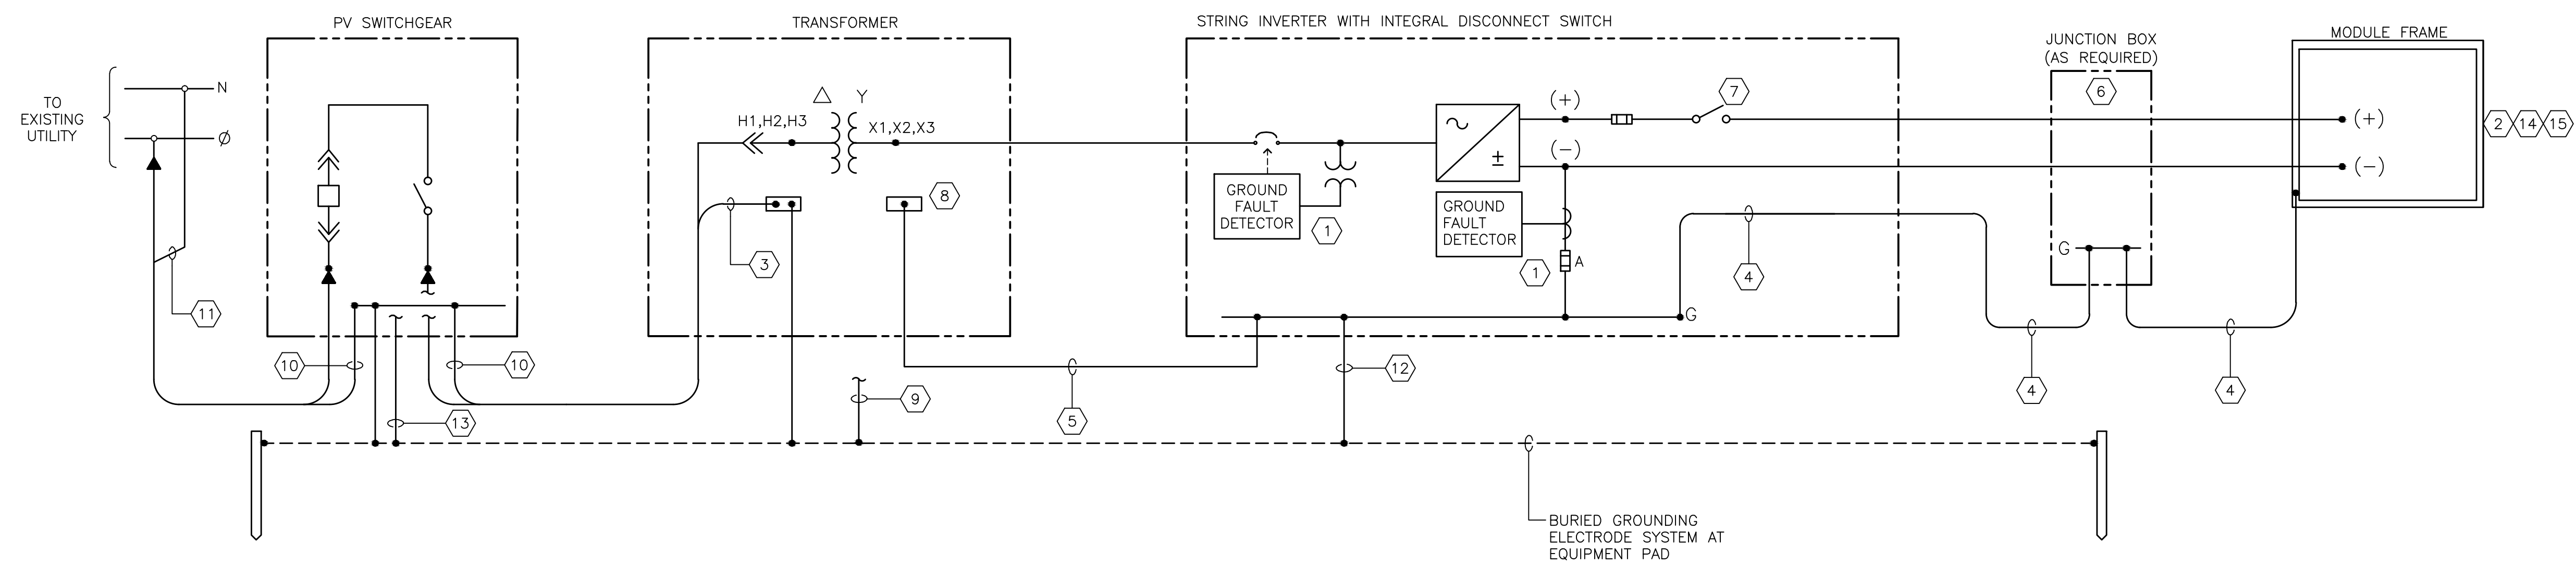 PV SWITCHGEAR
TRANSFORMER
STRING INVERTER WITH INTEGRAL DISCONNECT SWITCH
JUNCTION BOX
(AS REQUIRED)
MODULE FRAME
TO
EXISTING
UTILITY
N
Ø
11
10
10
13
H1,H2,H3
Y
X1,X2,X3
3
8
9
5
GROUND
FAULT
DETECTOR
1
~
±
(+)
(-)
7
GROUND
FAULT
DETECTOR
1
A
G
4
12
6
G
4
4
(+)
(-)
2
14
15
BURIED GROUNDING
ELECTRODE SYSTEM AT
EQUIPMENT PAD